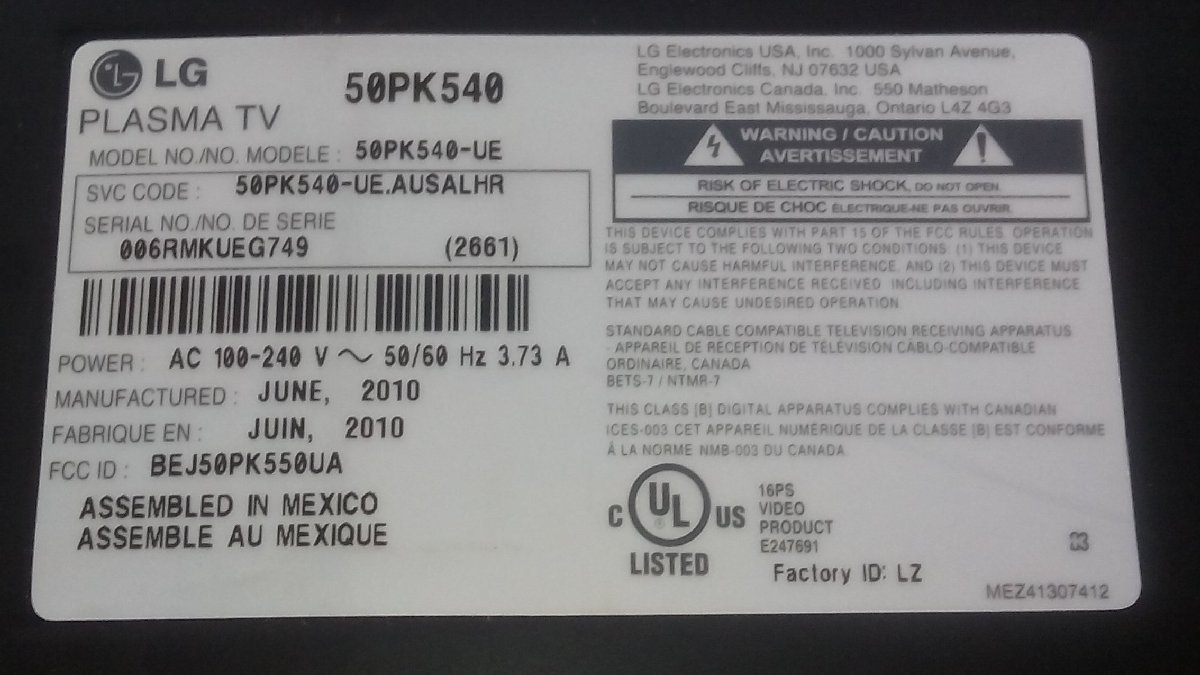 LG
50PK540
PLASMA TV
MODEL NO./NO. MODELE : 50PK540-UE
SVC CODE : 50PK540-UE.AUSALHR
SERIAL NO./NO. DE SERIE
006RMKUEG749 (2661)
POWER : AC 100-240 V ~ 50/60 Hz 3.73 A
MANUFACTURED : JUNE, 2010
FABRIQUE EN : JUIN, 2010
FCC ID : BEJ50PK550UA
ASSEMBLED IN MEXICO
ASSEMBLE AU MEXIQUE
LG Electronics USA, Inc. 1000 Sylvan Avenue,
Englewood Cliffs, NJ 07632 USA
LG Electronics Canada, Inc. 550 Matheson
Boulevard East Mississauga, Ontario L4Z 4G3
WARNING / CAUTION
AVERTISSEMENT
RISK OF ELECTRIC SHOCK, DO NOT OPEN.
RISQUE DE CHOC ÉLECTRIQUE-NE PAS OUVRIR.
THIS DEVICE COMPLIES WITH PART 15 OF THE FCC RULES. OPERATION
IS SUBJECT TO THE FOLLOWING TWO CONDITIONS: (1) THIS DEVICE
MAY NOT CAUSE HARMFUL INTERFERENCE, AND (2) THIS DEVICE MUST
ACCEPT ANY INTERFERENCE RECEIVED, INCLUDING INTERFERENCE
THAT MAY CAUSE UNDESIRED OPERATION.
STANDARD CABLE COMPATIBLE TELEVISION RECEIVING APPARATUS
- APPAREIL DE RÉCEPTION DE TÉLÉVISION CÂBLO-COMPATIBLE
ORDINAIRE, CANADA
BETS-7 / NTMR-7
THIS CLASS [B] DIGITAL APPARATUS COMPLIES WITH CANADIAN
ICES-003 CET APPAREIL NUMÉRIQUE DE LA CLASSE [B] EST CONFORME
À LA NORME NMB-003 DU CANADA.
C UL ® US
LISTED
16PS
VIDEO
PRODUCT
E247691
Factory ID: LZ
MEZ41307412